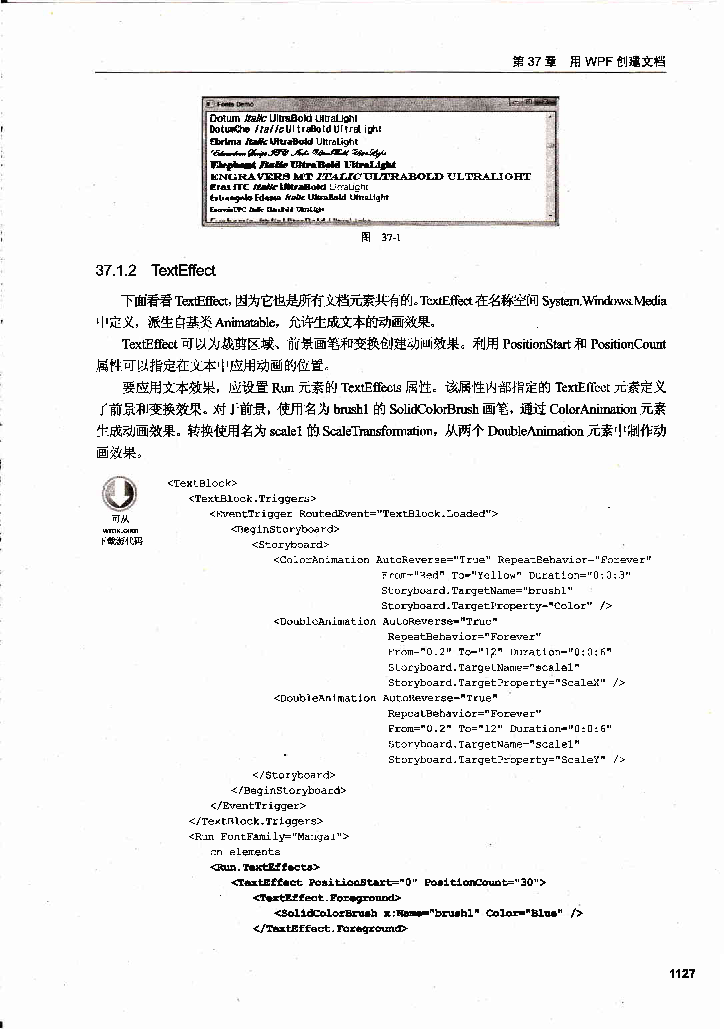 第 37 章 用 WPF 创建文档
Fonts Demo
Dotum Italic UltraBold UltraLight
DotumChe Italic UltraBold UltraLight
Ebrima Italic UltraBold UltraLight
Elephant Italic UltraBold UltraLight
ENGRAVERS MT ITALIC ULTRABOLD ULTRALIGHT
Eras ITC Italic UltraBold UltraLight
Estrangelo Edessa Italic UltraBold UltraLight
EucrosiaUPC Italic UltraBold UltraLight
图 37-1
37.1.2 TextEffect
下面看看 TextEffect，因为它也是所有文档元素共有的。TextEffect 在名称空间 System.Windows.Media
中定义，派生自基类 Animatable，允许生成文本的动画效果。
TextEffect 可以为裁剪区域、前景画笔和变换创建动画效果。利用 PositionStart 和 PositionCount
属性可以指定在文本中应用动画的位置。
要应用文本效果，应设置 Run 元素的 TextEffects 属性。该属性内部指定的 TextEffect 元素定义
了前景和变换效果。对于前景，使用名为 brush1 的 SolidColorBrush 画笔，通过 ColorAnimation 元素
生成动画效果。转换使用名为 scale1 的 ScaleTransformation，从两个 DoubleAnimation 元素中制作动
画效果。
可从
wrox.com
下载源代码
<TextBlock>
<TextBlock.Triggers>
<EventTrigger RoutedEvent="TextBlock.Loaded">
<BeginStoryboard>
<Storyboard>
<ColorAnimation AutoReverse="True" RepeatBehavior="Forever"
From="Red" To="Yellow" Duration="0:0:3"
Storyboard.TargetName="brush1"
Storyboard.TargetProperty="Color" />
<DoubleAnimation AutoReverse="True"
RepeatBehavior="Forever"
From="0.2" To="12" Duration="0:0:6"
Storyboard.TargetName="scale1"
Storyboard.TargetProperty="ScaleX" />
<DoubleAnimation AutoReverse="True"
RepeatBehavior="Forever"
From="0.2" To="12" Duration="0:0:6"
Storyboard.TargetName="scale1"
Storyboard.TargetProperty="ScaleY" />
</Storyboard>
</BeginStoryboard>
</EventTrigger>
</TextBlock.Triggers>
<Run FontFamily="Mangal">
cn elements
<Run.TextEffects>
<TextEffect PositionStart="0" PositionCount="30">
<TextEffect.Foreground>
<SolidColorBrush x:Name="brush1" Color="Blue" />
</TextEffect.Foreground>
1127